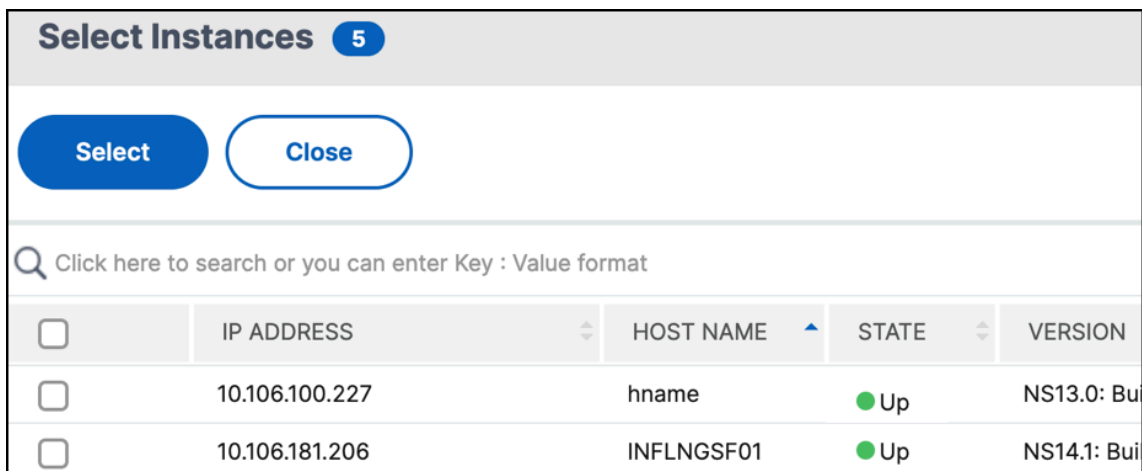 Select Instances 5
Select Close
Click here to search or you can enter Key : Value format
IP ADDRESS HOST NAME STATE VERSION
10.106.100.227 hname Up NS13.0: Bui
10.106.181.206 INFLNGSF01 Up NS14.1: Buil